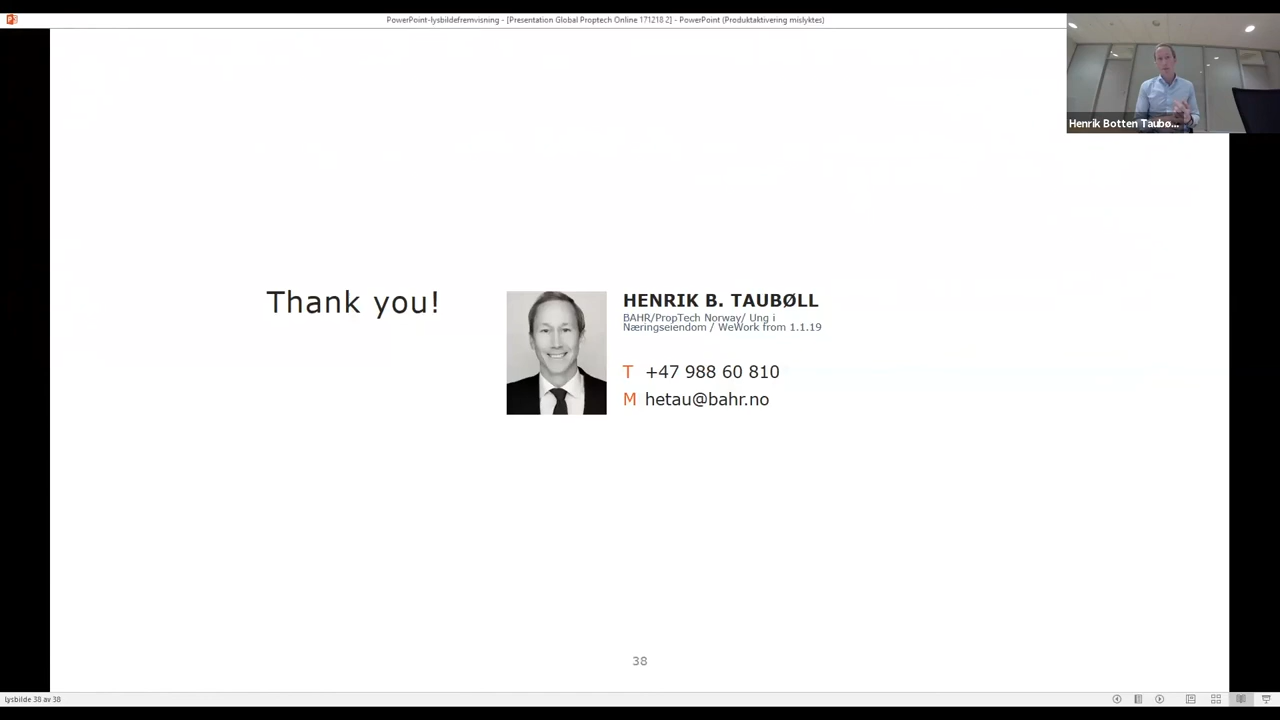 PowerPoint-lysbildefremvisning - [Presentation Global Proptech Online 171218 2] - PowerPoint (Produktaktivering mislyktes)
Henrik Botten Taubø...
Thank you!
HENRIK B. TAUBØLL
BAHR/PropTech Norway/ Ung i
Næringseiendom / WeWork from 1.1.19
T +47 988 60 810
M hetau@bahr.no
38
Lysbilde 38 av 38